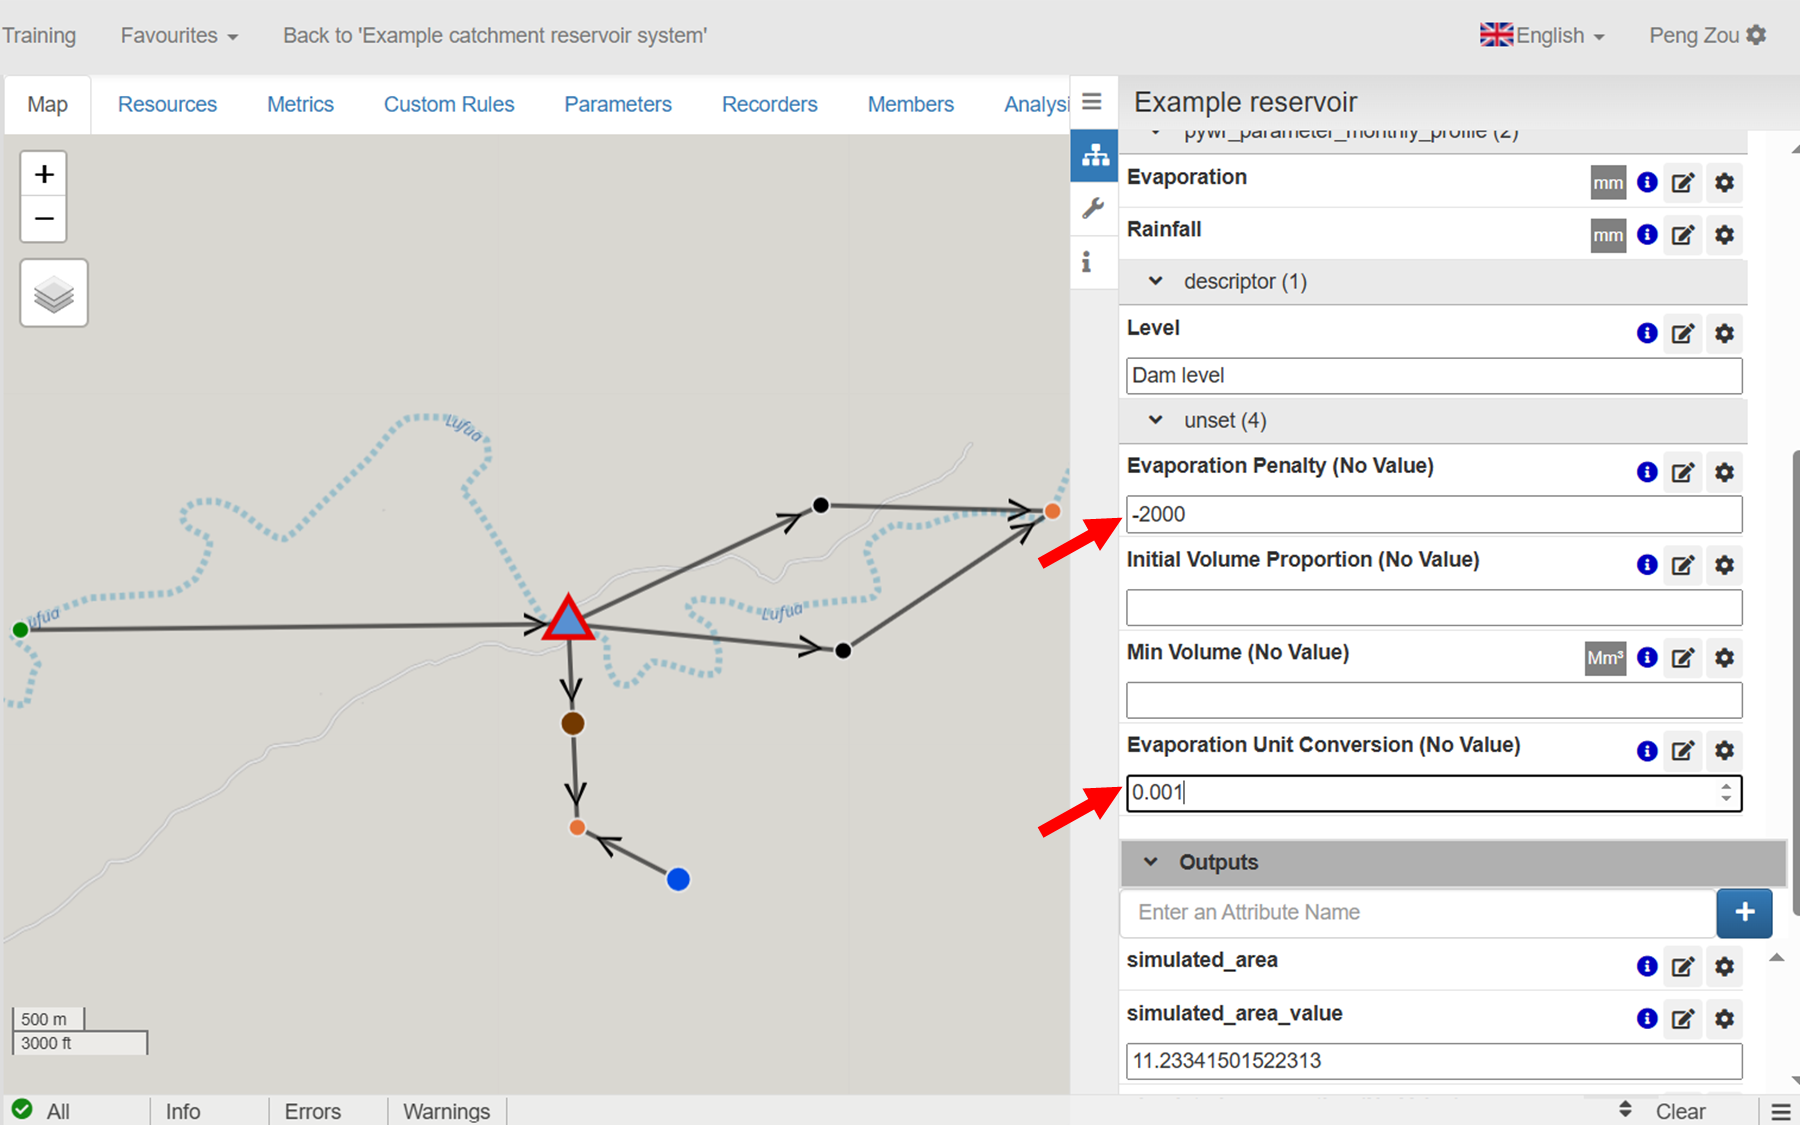 Training
Favourites
Back to 'Example catchment reservoir system'
English
Peng Zou
Map
Resources
Metrics
Custom Rules
Parameters
Recorders
Members
Analysi
Example reservoir
pywr_parameter_monthly_profile (2)
Evaporation
mm
Rainfall
mm
descriptor (1)
Level
Dam level
unset (4)
Evaporation Penalty (No Value)
-2000
Initial Volume Proportion (No Value)
Min Volume (No Value)
Mm³
Evaporation Unit Conversion (No Value)
0.001
Outputs
Enter an Attribute Name
simulated_area
simulated_area_value
11.23341501522313
+
−
Lufua
ufua
Lufua
500 m
3000 ft
All
Info
Errors
Warnings
Clear